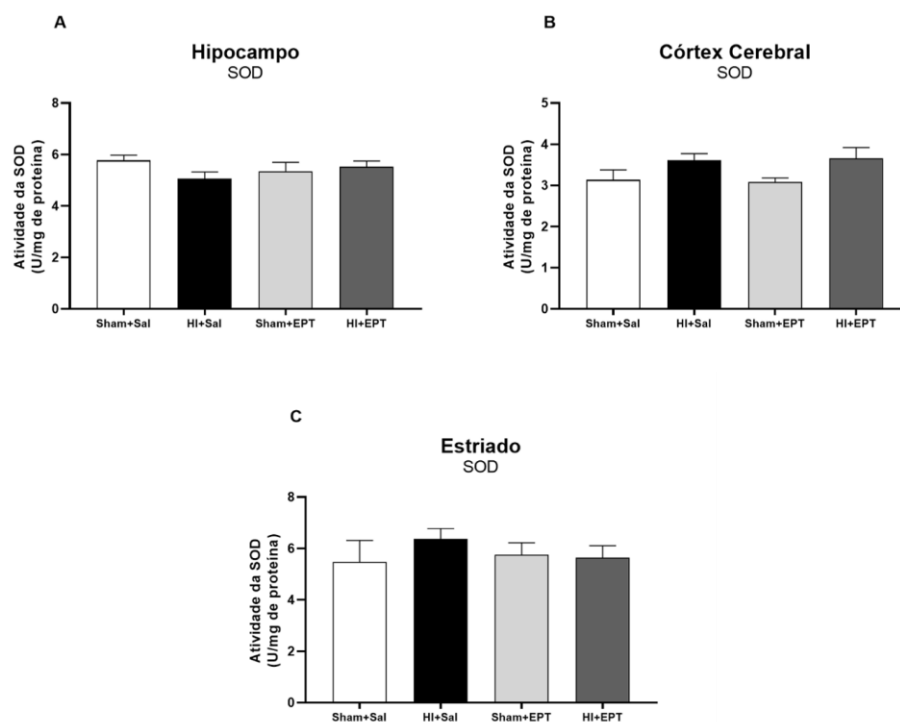 A
Hipocampo
SOD
Atividade da SOD
(U/mg de proteína)
8
6
4
2
0
Sham+Sal HI+Sal Sham+EPT HI+EPT
B
Córtex Cerebral
SOD
Atividade da SOD
(U/mg de proteína)
5
4
3
2
1
0
Sham+Sal HI+Sal Sham+EPT HI+EPT
C
Estriado
SOD
Atividade da SOD
(U/mg de proteína)
8
6
4
2
0
Sham+Sal HI+Sal Sham+EPT HI+EPT